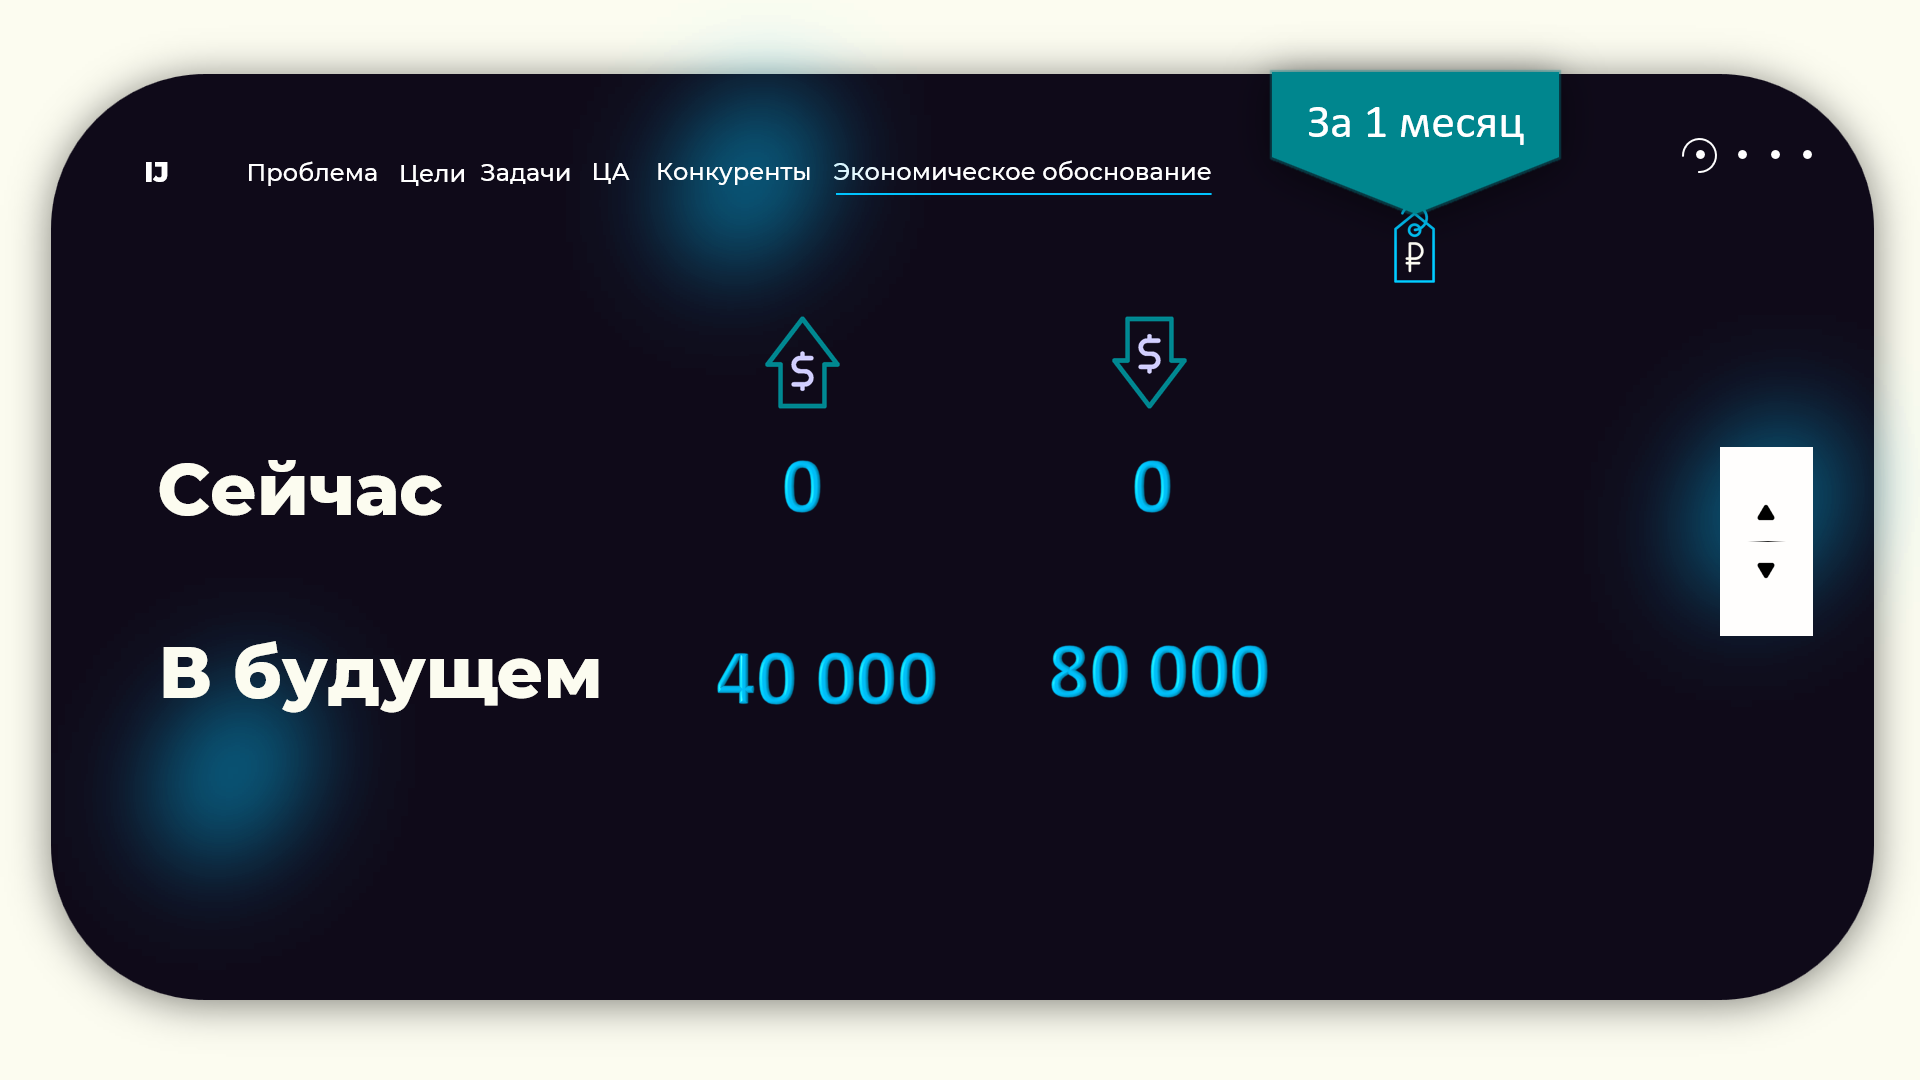 За 1 месяц
IJ Проблема Цели Задачи ЦА Конкуренты Экономическое обоснование
₽
$ $
Сейчас 0 0
В будущем 40 000 80 000